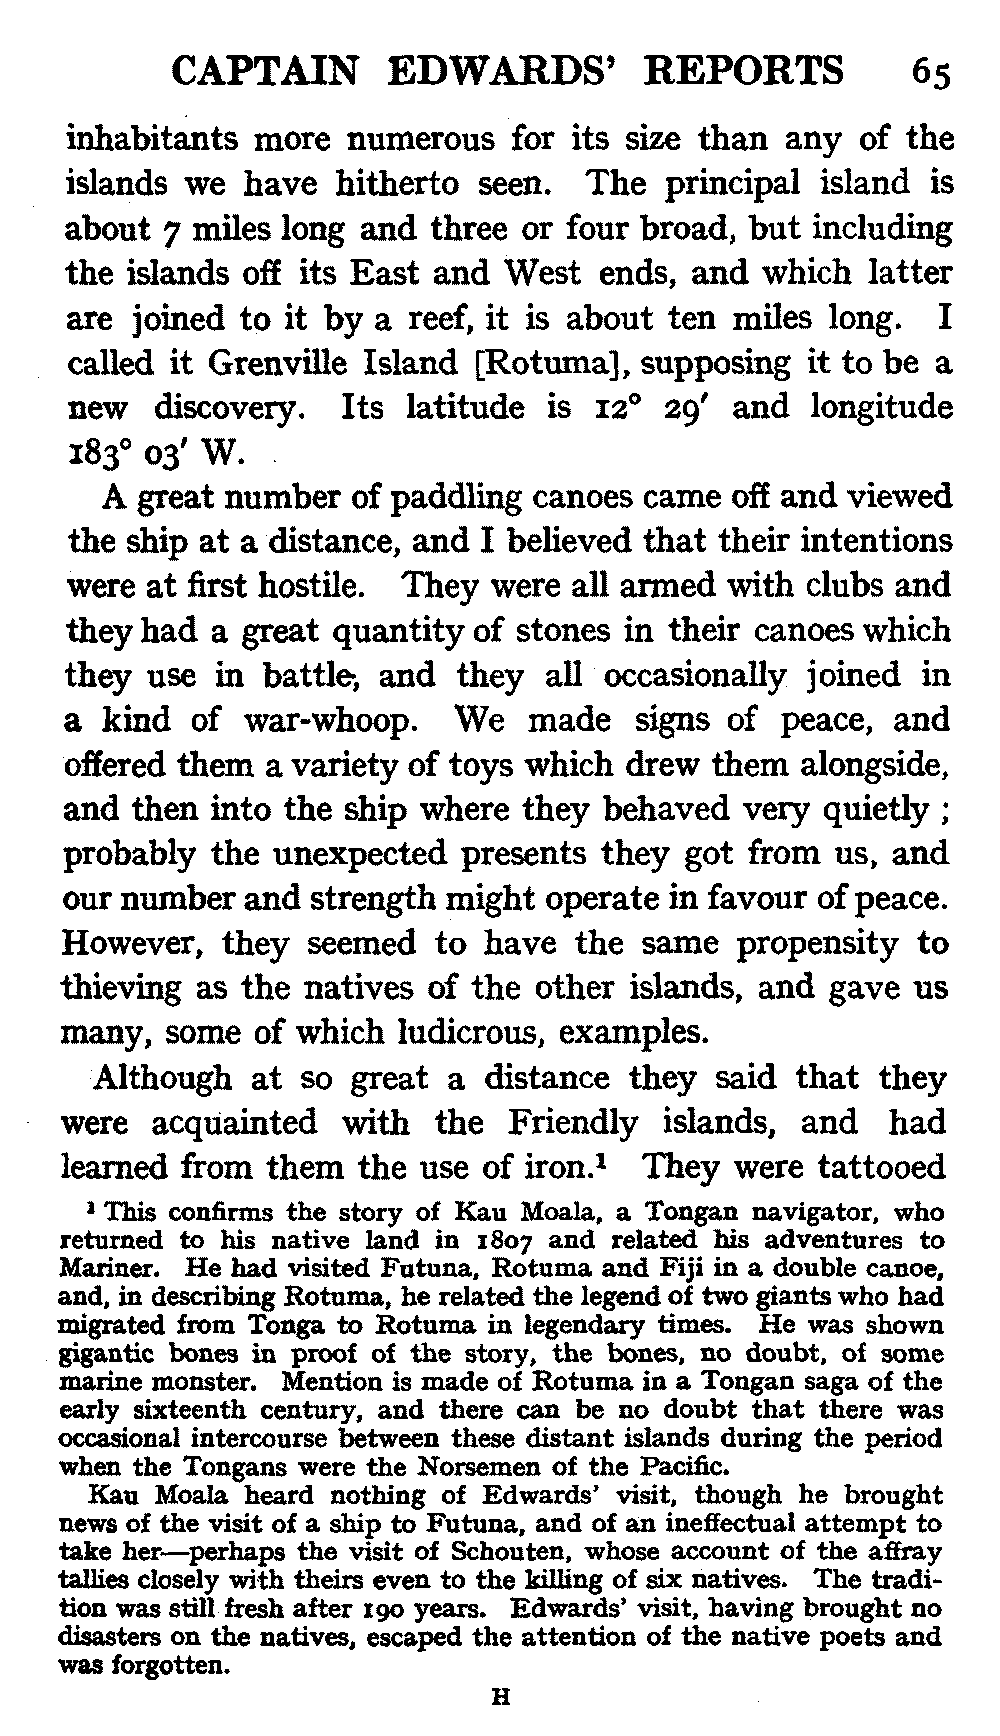 CAPTAIN EDWARDS' REPORTS 65
inhabitants more numerous for its size than any of the
islands we have hitherto seen. The principal island is
about 7 miles long and three or four broad, but including
the islands off its East and West ends, and which latter
are joined to it by a reef, it is about ten miles long. I
called it Grenville Island [Rotuma], supposing it to be a
new discovery. Its latitude is 12° 29′ and longitude
183° 03′ W.
A great number of paddling canoes came off and viewed
the ship at a distance, and I believed that their intentions
were at first hostile. They were all armed with clubs and
they had a great quantity of stones in their canoes which
they use in battle, and they all occasionally joined in
a kind of war-whoop. We made signs of peace, and
offered them a variety of toys which drew them alongside,
and then into the ship where they behaved very quietly ;
probably the unexpected presents they got from us, and
our number and strength might operate in favour of peace.
However, they seemed to have the same propensity to
thieving as the natives of the other islands, and gave us
many, some of which ludicrous, examples.
Although at so great a distance they said that they
were acquainted with the Friendly islands, and had
learned from them the use of iron.¹ They were tattooed
¹ This confirms the story of Kau Moala, a Tongan navigator, who
returned to his native land in 1807 and related his adventures to
Mariner. He had visited Futuna, Rotuma and Fiji in a double canoe,
and, in describing Rotuma, he related the legend of two giants who had
migrated from Tonga to Rotuma in legendary times. He was shown
gigantic bones in proof of the story, the bones, no doubt, of some
marine monster. Mention is made of Rotuma in a Tongan saga of the
early sixteenth century, and there can be no doubt that there was
occasional intercourse between these distant islands during the period
when the Tongans were the Norsemen of the Pacific.
Kau Moala heard nothing of Edwards' visit, though he brought
news of the visit of a ship to Futuna, and of an ineffectual attempt to
take her—perhaps the visit of Schouten, whose account of the affray
tallies closely with theirs even to the killing of six natives. The tradi-
tion was still fresh after 190 years. Edwards' visit, having brought no
disasters on the natives, escaped the attention of the native poets and
was forgotten.
H